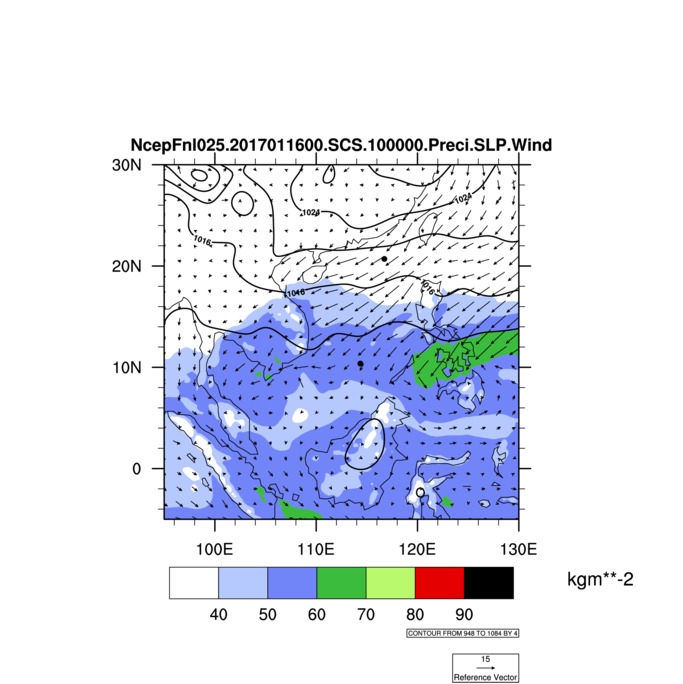 NcepFnl025.2017011600.SCS.100000.Preci.SLP.Wind
30N
1024
1024
1016
20N
1016
1016
10N
0
100E 110E 120E 130E
kgm**-2
40 50 60 70 80 90
CONTOUR FROM 948 TO 1084 BY 4
15
Reference Vector